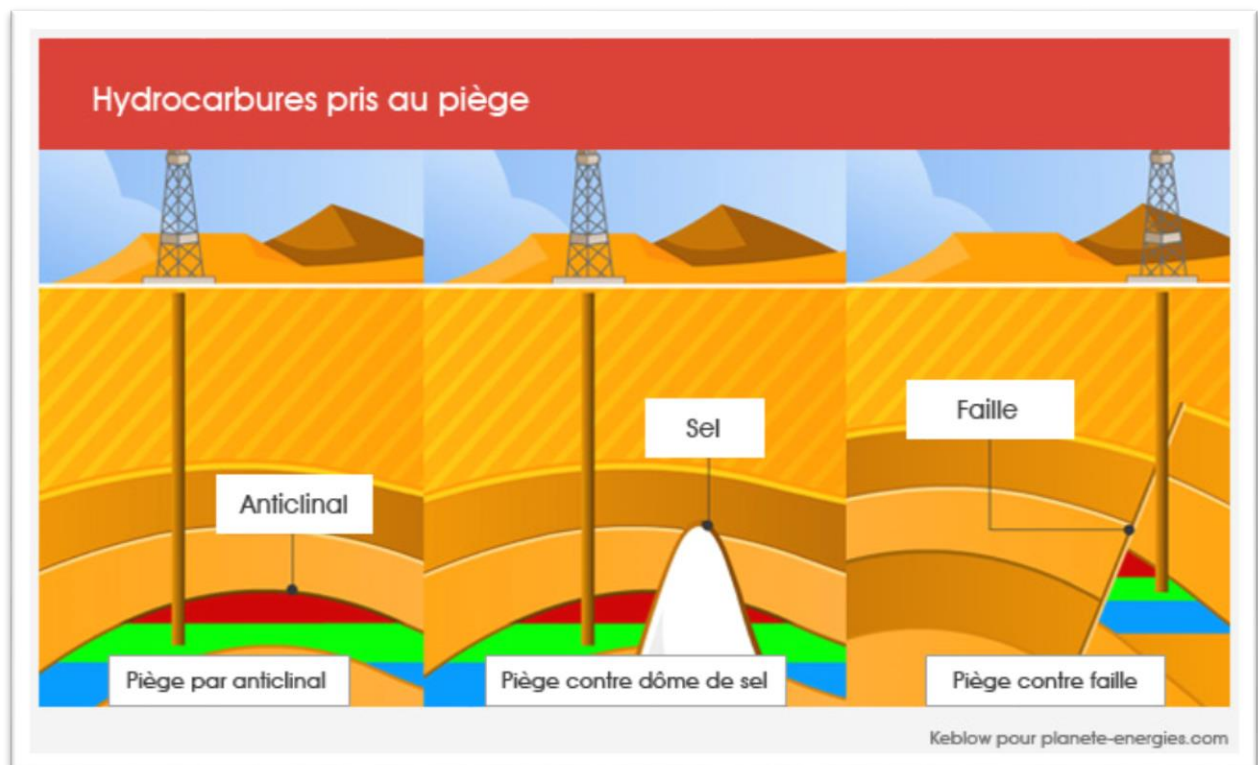 Hydrocarbures pris au piège
Anticlinal
Sel
Faille
Piège par anticlinal
Piège contre dôme de sel
Piège contre faille
Keblow pour planete-energies.com